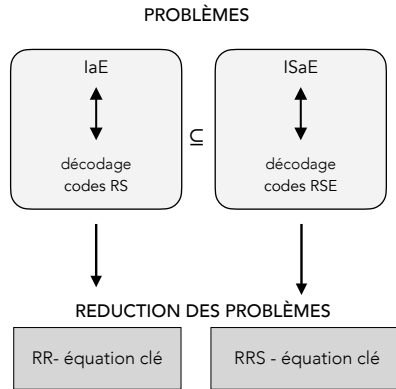 PROBLÈMES
IaE
ISaE
⊆
décodage
codes RS
décodage
codes RSE
REDUCTION DES PROBLÈMES
RR- équation clé
RRS - équation clé